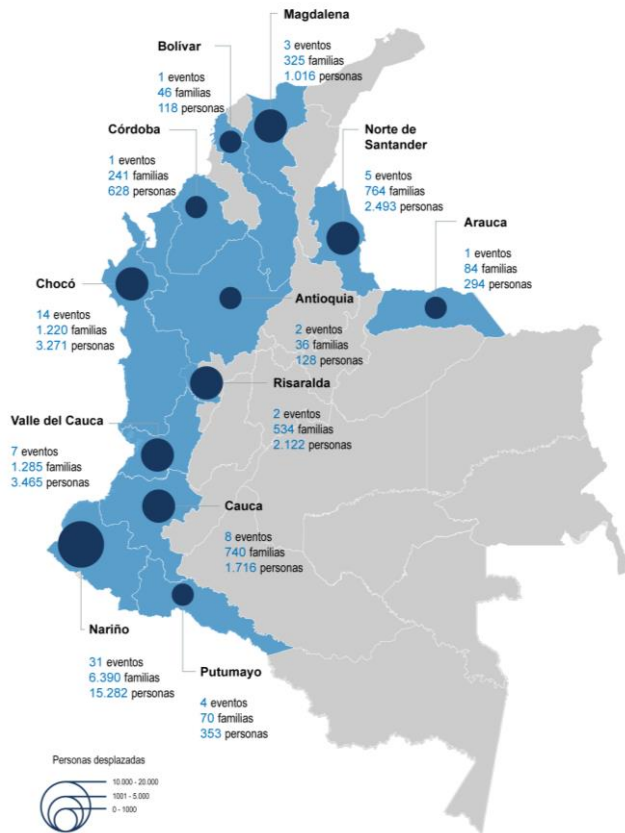 Magdalena
3 eventos
325 familias
1.016 personas
Bolívar
1 eventos
46 familias
118 personas
Córdoba
1 eventos
241 familias
628 personas
Norte de
Santander
5 eventos
764 familias
2.493 personas
Arauca
1 eventos
84 familias
294 personas
Chocó
14 eventos
1.220 familias
3.271 personas
Antioquia
2 eventos
36 familias
128 personas
Risaralda
2 eventos
534 familias
2.122 personas
Valle del Cauca
7 eventos
1.285 familias
3.465 personas
Cauca
8 eventos
740 familias
1.716 personas
Nariño
31 eventos
6.390 familias
15.282 personas
Putumayo
4 eventos
70 familias
353 personas
Personas desplazadas
10.000 - 20.000
1001 - 5.000
0 - 1000